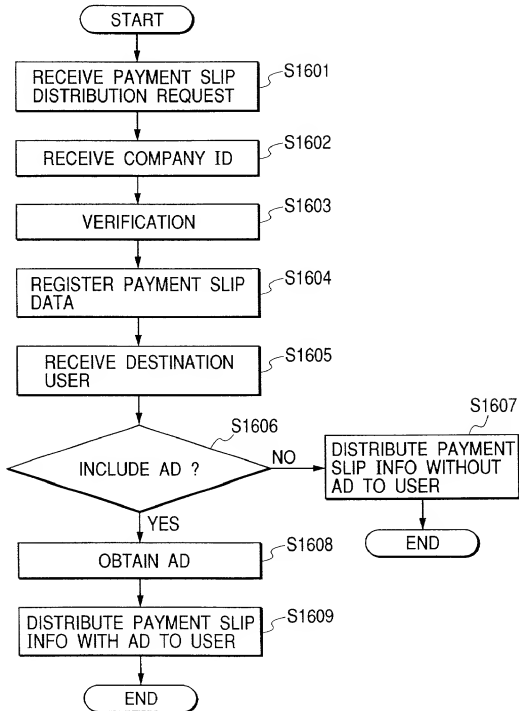 START
RECEIVE PAYMENT SLIP
DISTRIBUTION REQUEST
S1601
RECEIVE COMPANY ID
S1602
VERIFICATION
S1603
REGISTER PAYMENT SLIP
DATA
S1604
RECEIVE DESTINATION
USER
S1605
INCLUDE AD ?
S1606
NO
S1607
DISTRIBUTE PAYMENT
SLIP INFO WITHOUT
AD TO USER
END
YES
OBTAIN AD
S1608
DISTRIBUTE PAYMENT SLIP
INFO WITH AD TO USER
S1609
END